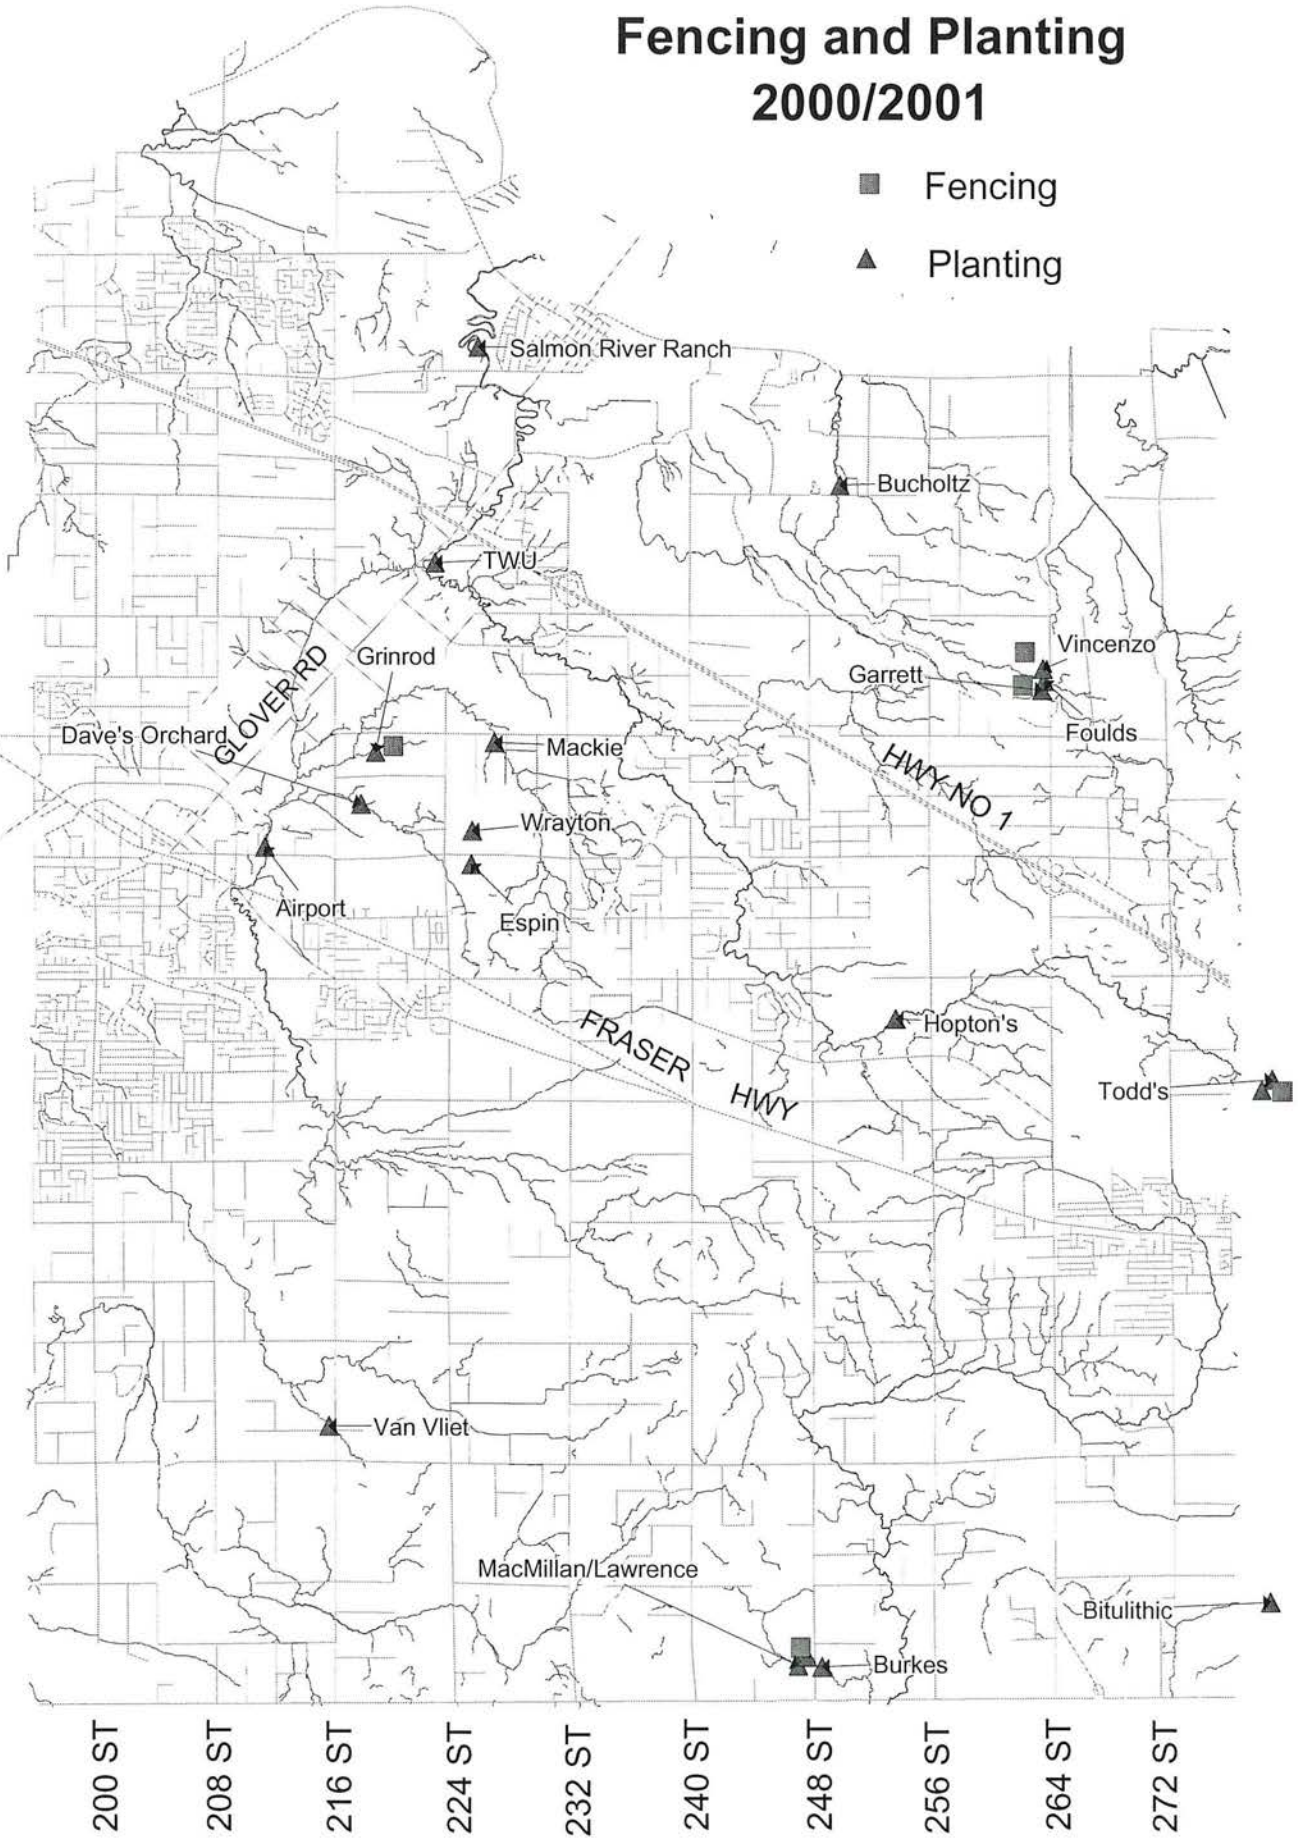 Fencing and Planting
2000/2001
Fencing
Planting
Salmon River Ranch
Bucholtz
TWU
Vincenzo
Grinrod
Garrett
GLOVER RD
Foulds
Dave's Orchard
Mackie
HWY NO 1
Wrayton
Airport
Espin
Hopton's
FRASER HWY
Todd's
Van Vliet
MacMillan/Lawrence
Bitulithic
Burkes
200 ST
208 ST
216 ST
224 ST
232 ST
240 ST
248 ST
256 ST
264 ST
272 ST